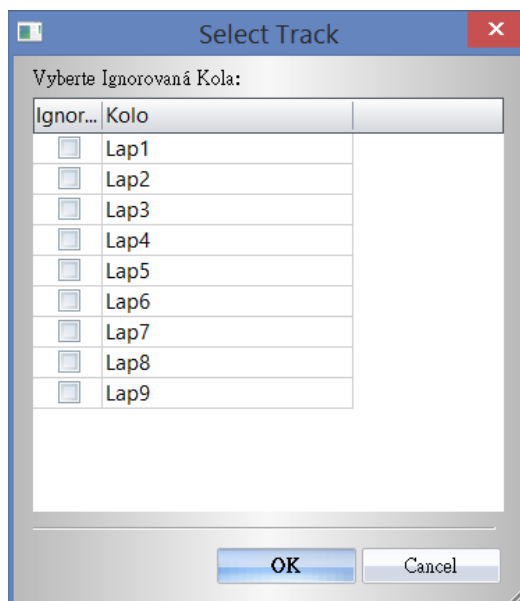 Select Track
Vyberte Ignorovaná Kola:
Ignor... Kolo
Lap1
Lap2
Lap3
Lap4
Lap5
Lap6
Lap7
Lap8
Lap9
OK Cancel